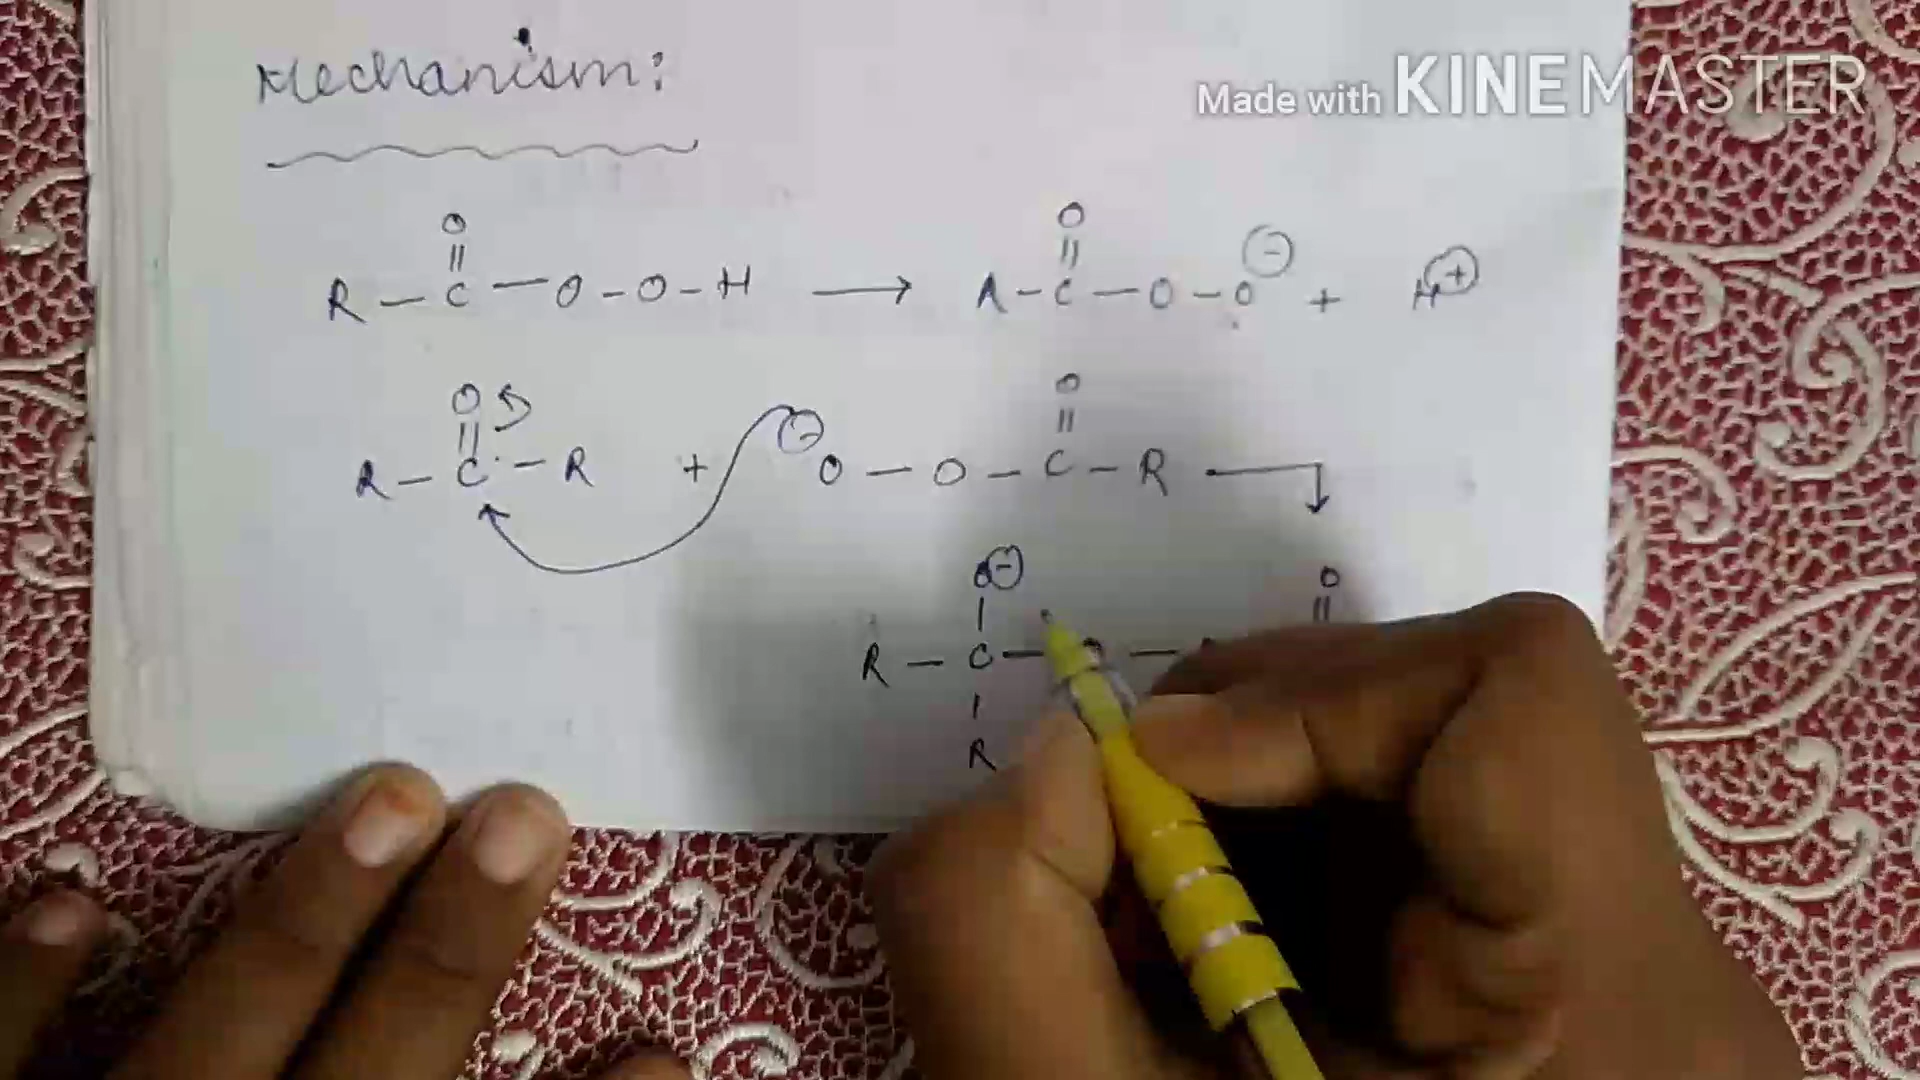 Mechanism:
Made with KINEMASTER
O O ⊖
|| ||
R — C — O - O - H ⟶ R - C — O - O + H ⊕
O O
|| ⊖ ||
R - C - R + O — O - C - R ⟶
O ⊖ O
| ||
R — C — O —
|
R